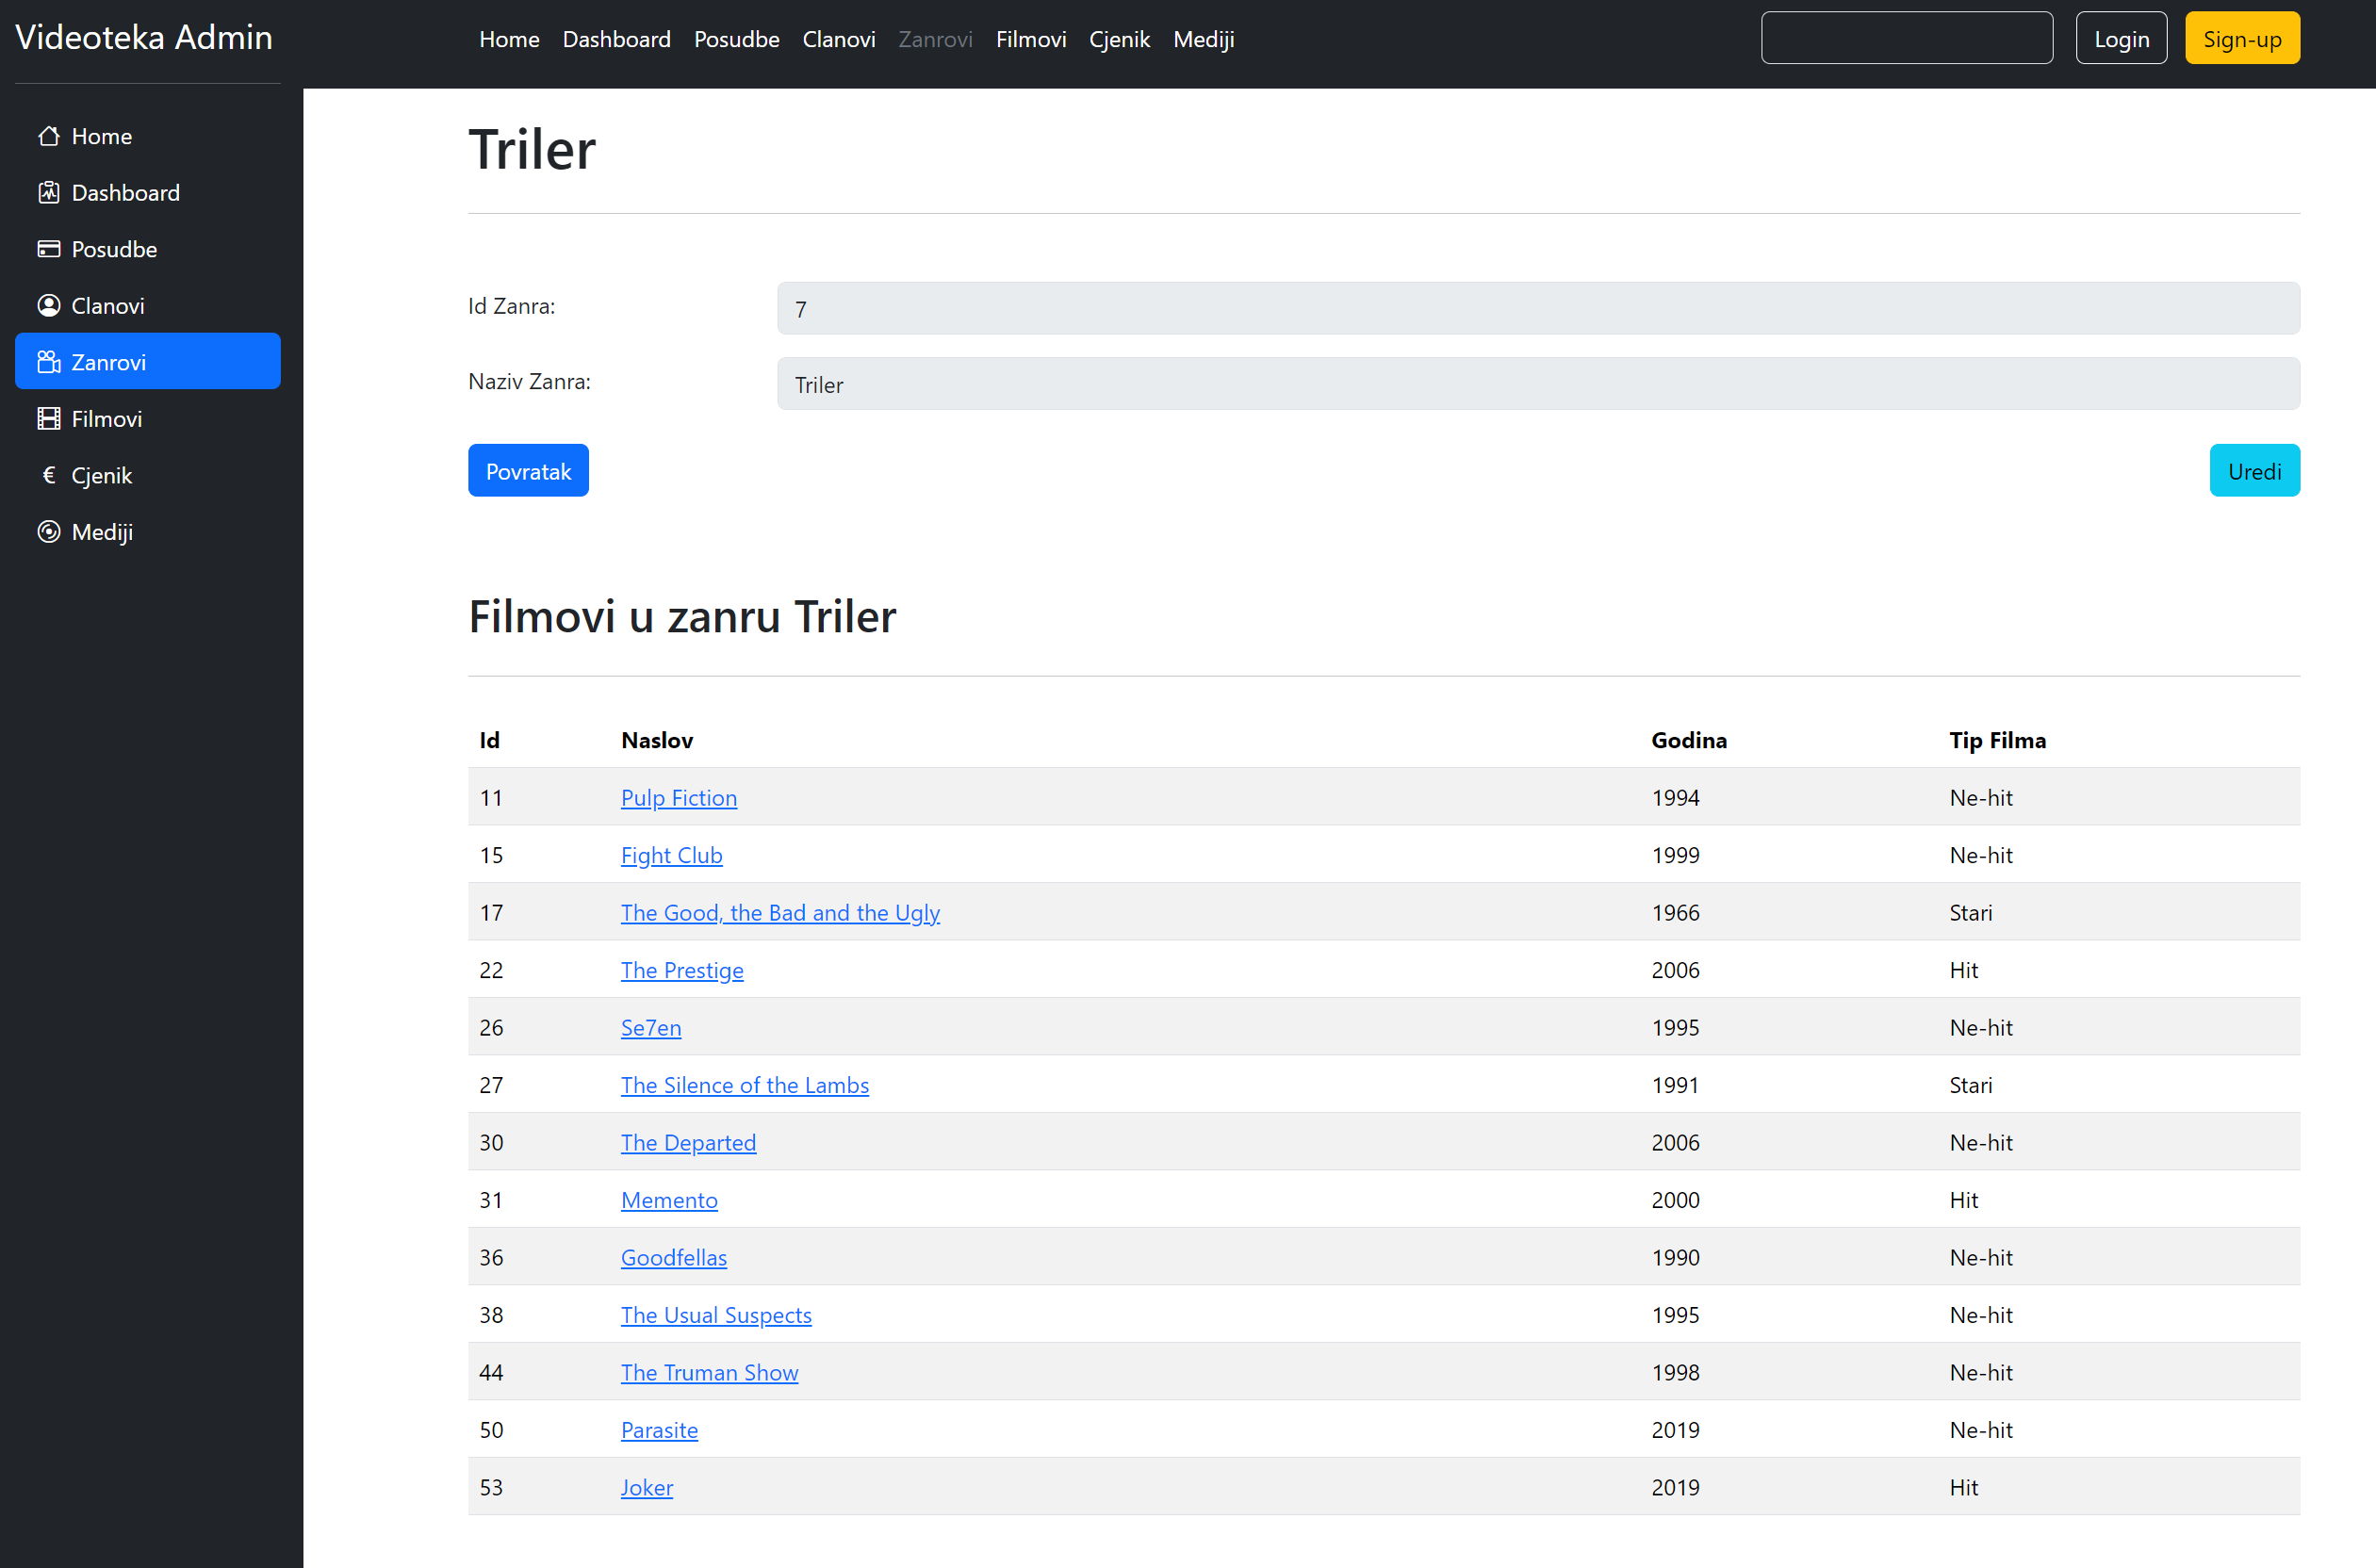 Videoteka Admin
Home Dashboard Posudbe Clanovi Zanrovi Filmovi Cjenik Mediji Login Sign-up
Home
Dashboard
Posudbe
Clanovi
Zanrovi
Filmovi
€ Cjenik
Mediji
Triler
Id Zanra: 7
Naziv Zanra: Triler
Povratak Uredi
Filmovi u zanru Triler
Id Naslov Godina Tip Filma
11 Pulp Fiction 1994 Ne-hit
15 Fight Club 1999 Ne-hit
17 The Good, the Bad and the Ugly 1966 Stari
22 The Prestige 2006 Hit
26 Se7en 1995 Ne-hit
27 The Silence of the Lambs 1991 Stari
30 The Departed 2006 Ne-hit
31 Memento 2000 Hit
36 Goodfellas 1990 Ne-hit
38 The Usual Suspects 1995 Ne-hit
44 The Truman Show 1998 Ne-hit
50 Parasite 2019 Ne-hit
53 Joker 2019 Hit